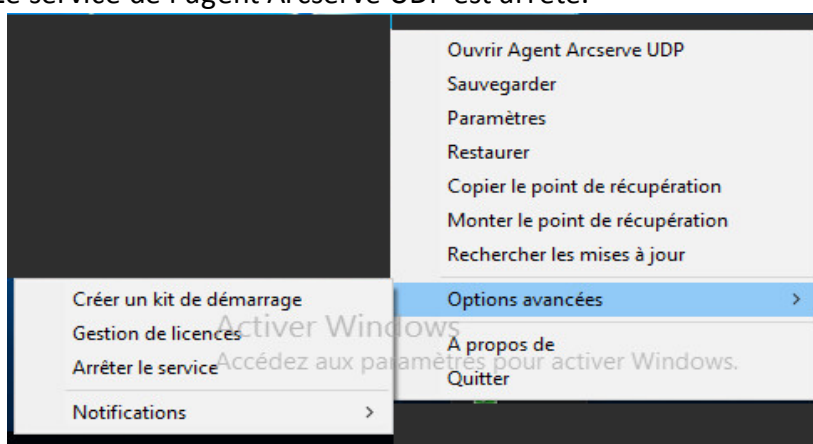 Le service de l'agent Arcserve UDP est arrêté.
Ouvrir Agent Arcserve UDP
Sauvegarder
Paramètres
Restaurer
Copier le point de récupération
Monter le point de récupération
Rechercher les mises à jour
Options avancées
A propos de
Quitter
Créer un kit de démarrage
Gestion de licences
Arrêter le service
Notifications
Activer Windows
Accédez aux paramètres pour activer Windows.